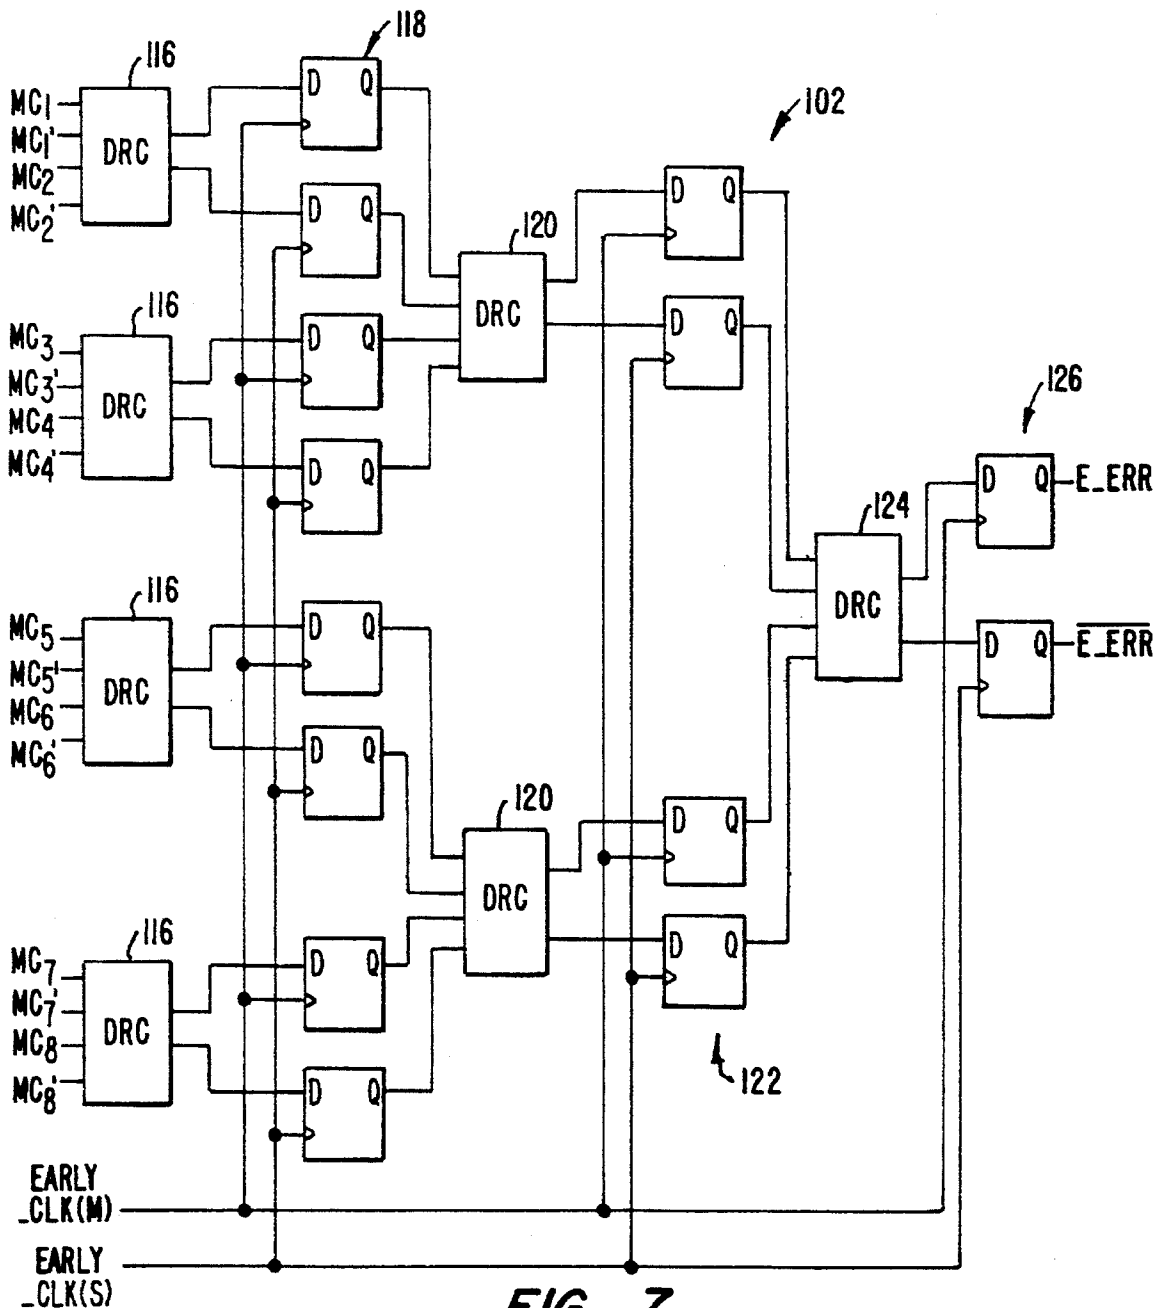 118
116
D Q
MC1
MC1'
MC2
MC2'
DRC
102
D Q
D Q
120
DRC
116
MC3
MC3'
MC4
MC4'
DRC
D Q
D Q
D Q
126
D Q
E_ERR
124
DRC
116
MC5
MC5'
MC6
MC6'
DRC
D Q
D Q
E_ERR
D Q
120
DRC
D Q
116
MC7
MC7'
MC8
MC8'
DRC
D Q
D Q
122
D Q
EARLY
_CLK(M)
EARLY
_CLK(S)
FIG. 7